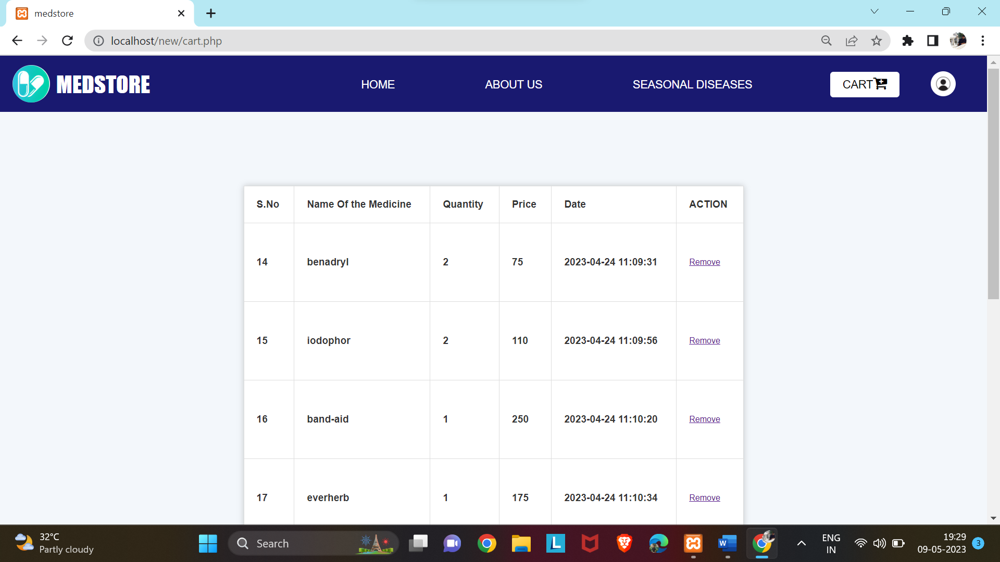 medstore
localhost/new/cart.php
MEDSTORE
HOME
ABOUT US
SEASONAL DISEASES
CART
S.No Name Of the Medicine Quantity Price Date ACTION
14 benadryl 2 75 2023-04-24 11:09:31 Remove
15 iodophor 2 110 2023-04-24 11:09:56 Remove
16 band-aid 1 250 2023-04-24 11:10:20 Remove
17 everherb 1 175 2023-04-24 11:10:34 Remove
32°C
Partly cloudy
Search
L
W
ENG
IN
19:29
09-05-2023
3